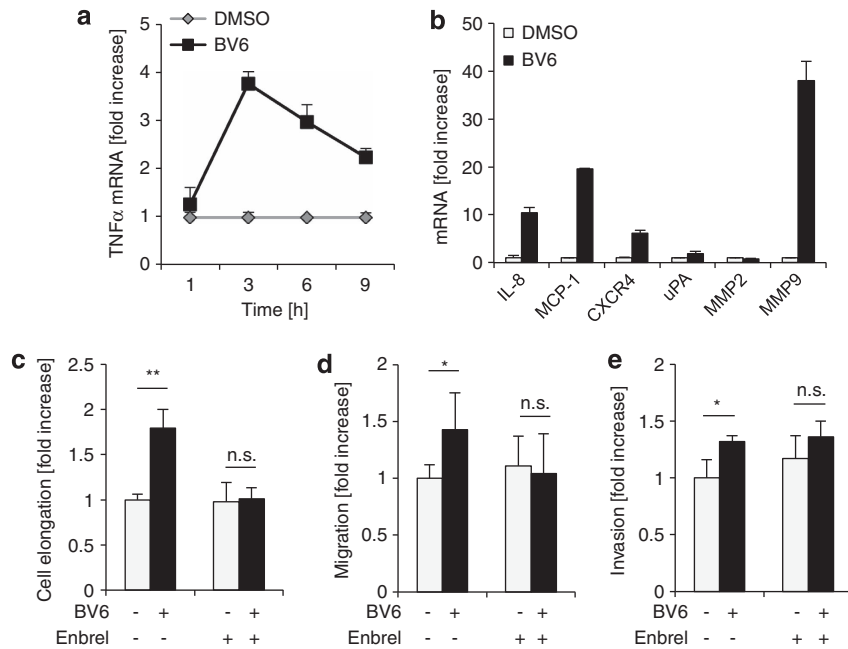 a
DMSO
BV6
TNFα mRNA [fold increase]
5
4
3
2
1
0
1 3 6 9
Time [h]
b
DMSO
BV6
mRNA [fold increase]
50
40
30
20
10
0
IL-8 MCP-1 CXCR4 uPA MMP2 MMP9
c
Cell elongation [fold increase]
2.5
2
1.5
1
0.5
0
**
n.s.
BV6 - + - +
Enbrel - - + +
d
Migration [fold increase]
2
1.5
1
0.5
0
*
n.s.
- + - +
- - + +
e
Invasion [fold increase]
2
1.5
1
0.5
0
*
n.s.
BV6 - + - +
Enbrel - - + +